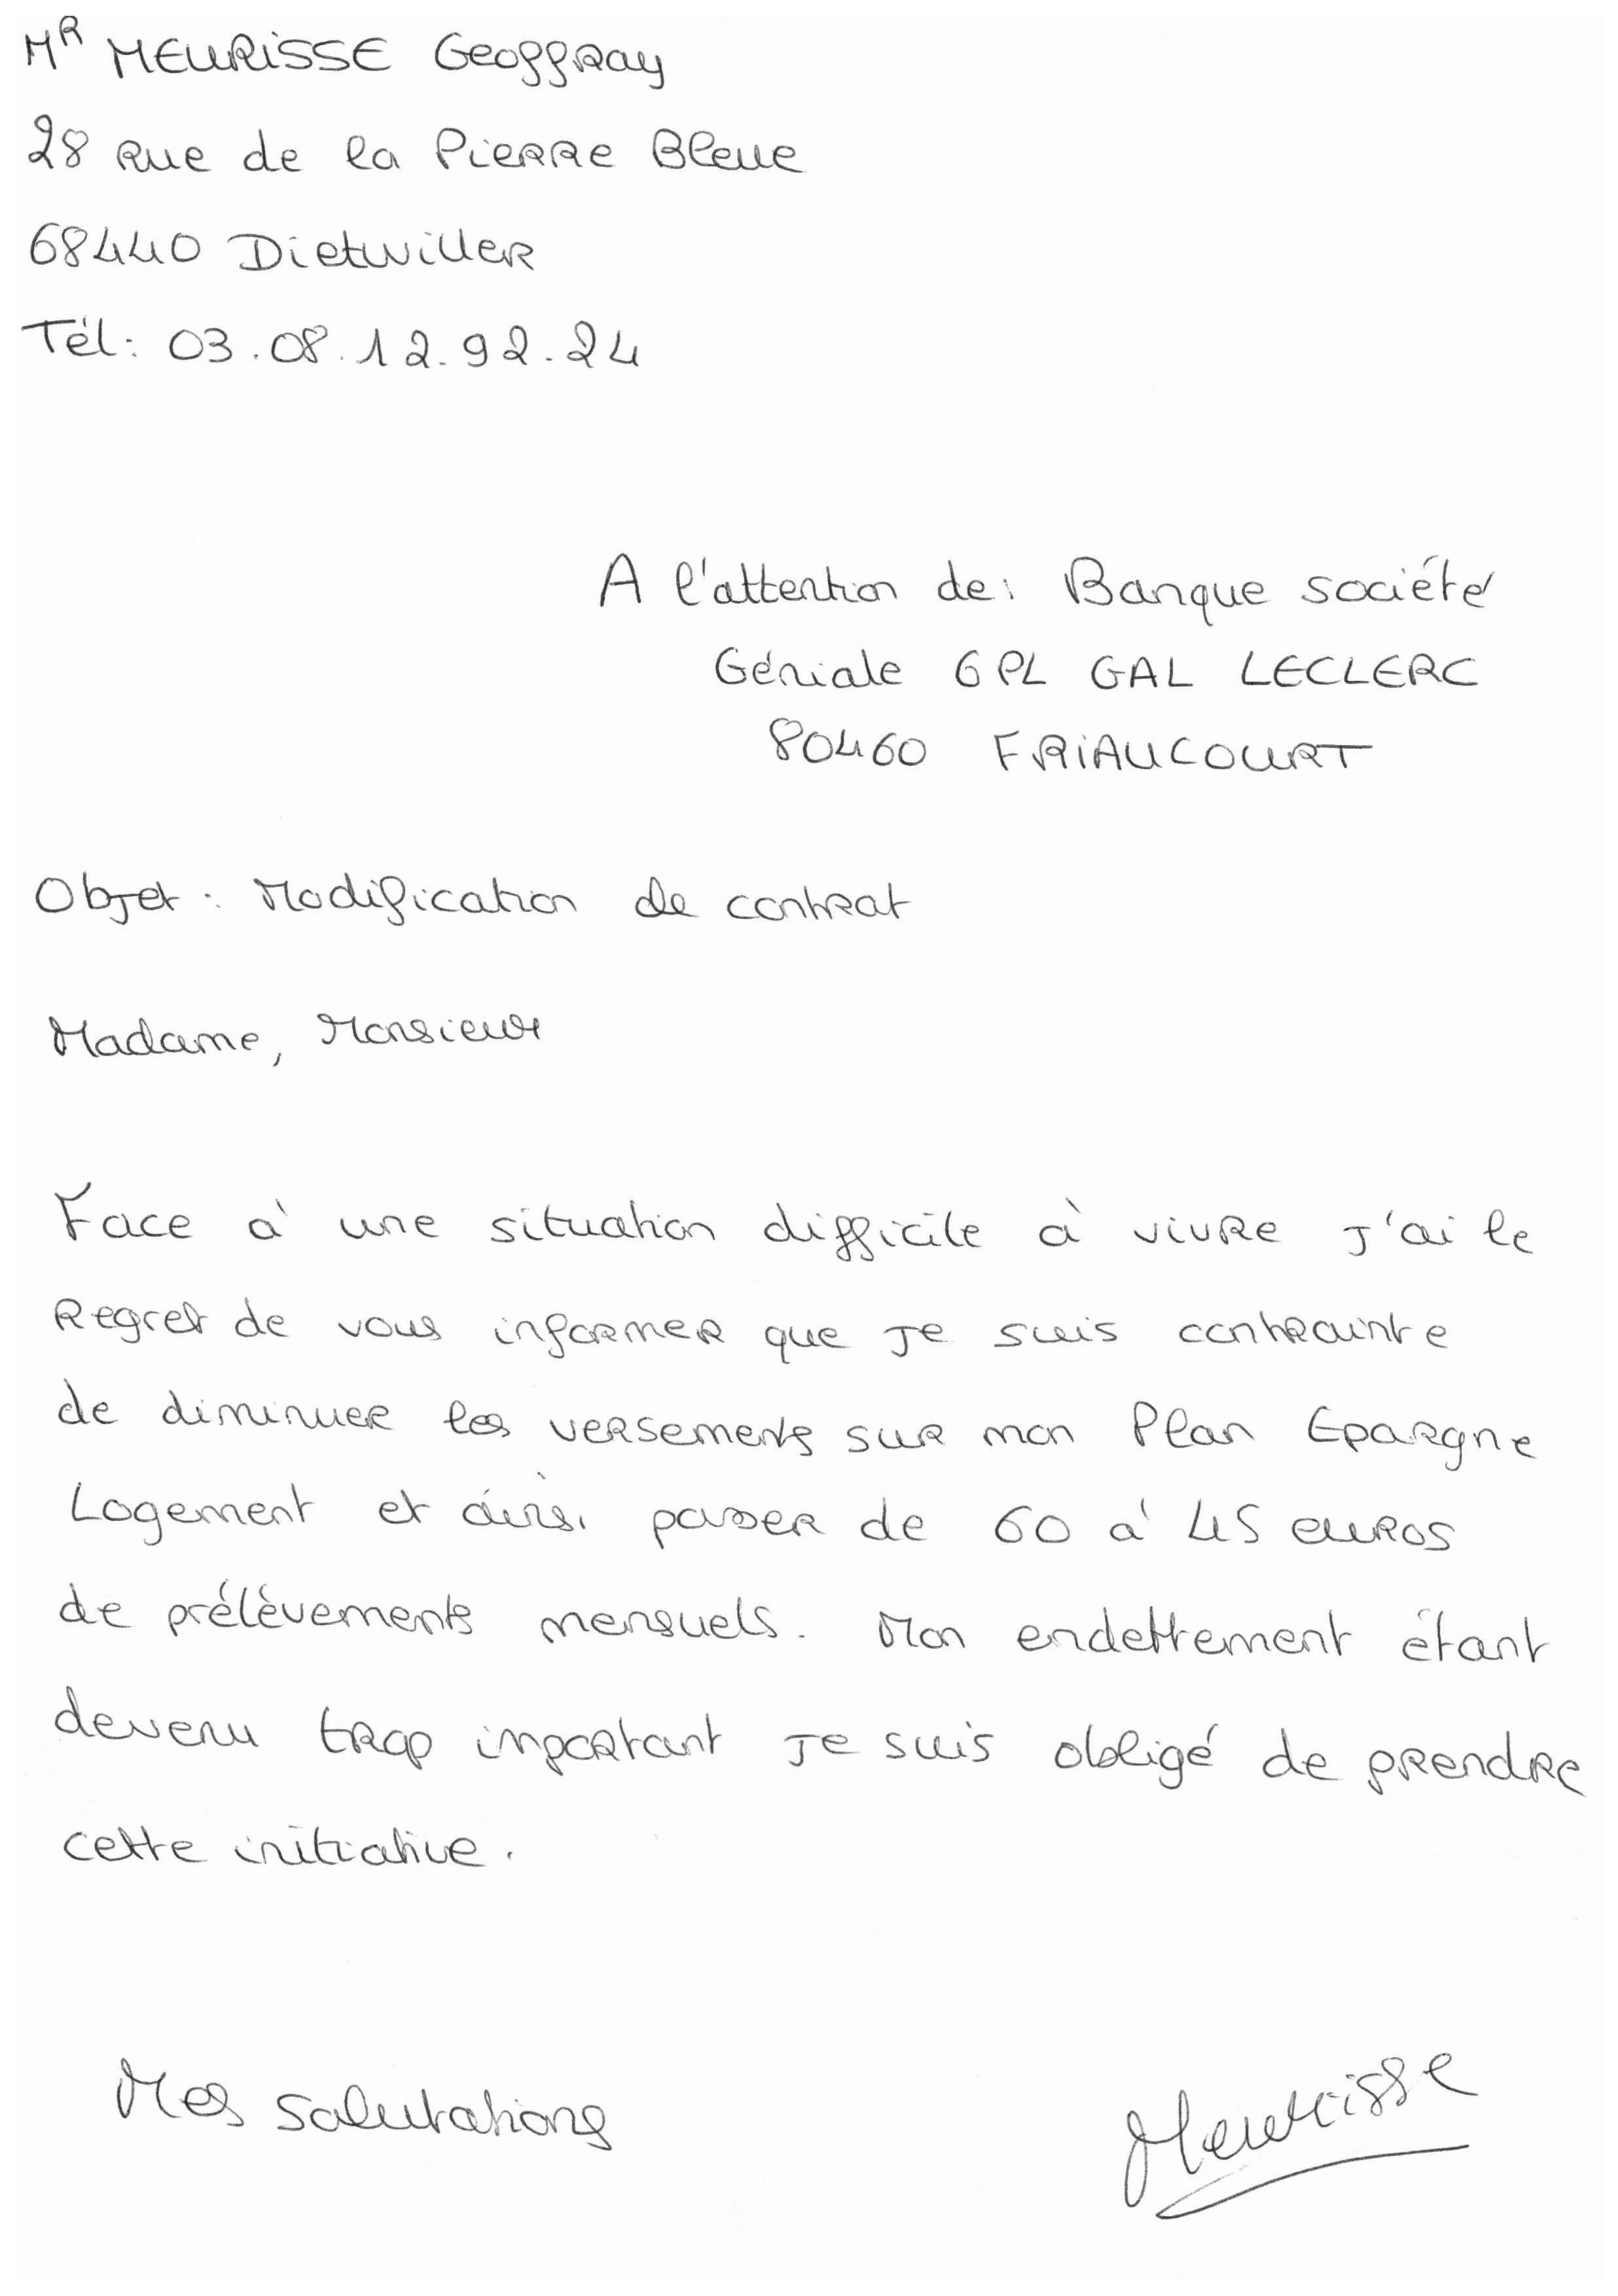 MR MEURISSE Geoffray
28 Rue de la Pierre Bleue
68440 Dietwiller
Tél: 03.08.12.92.24
A l'attention de: Banque société
Géniale 6 PL GAL LECLERC
80460 FRIAUCOURT
Objet : Modification de contrat
Madame, Monsieur
Face à une situation difficile à vivre j'ai le
Regret de vous informer que je suis contrainte
de diminuer les versements sur mon Plan Epargne
Logement et ainsi passer de 60 à 45 euros
de prélèvements mensuels. Mon endettement étant
devenu trop important je suis obligé de prendre
cette initiative.
Mes salutations
Meurisse